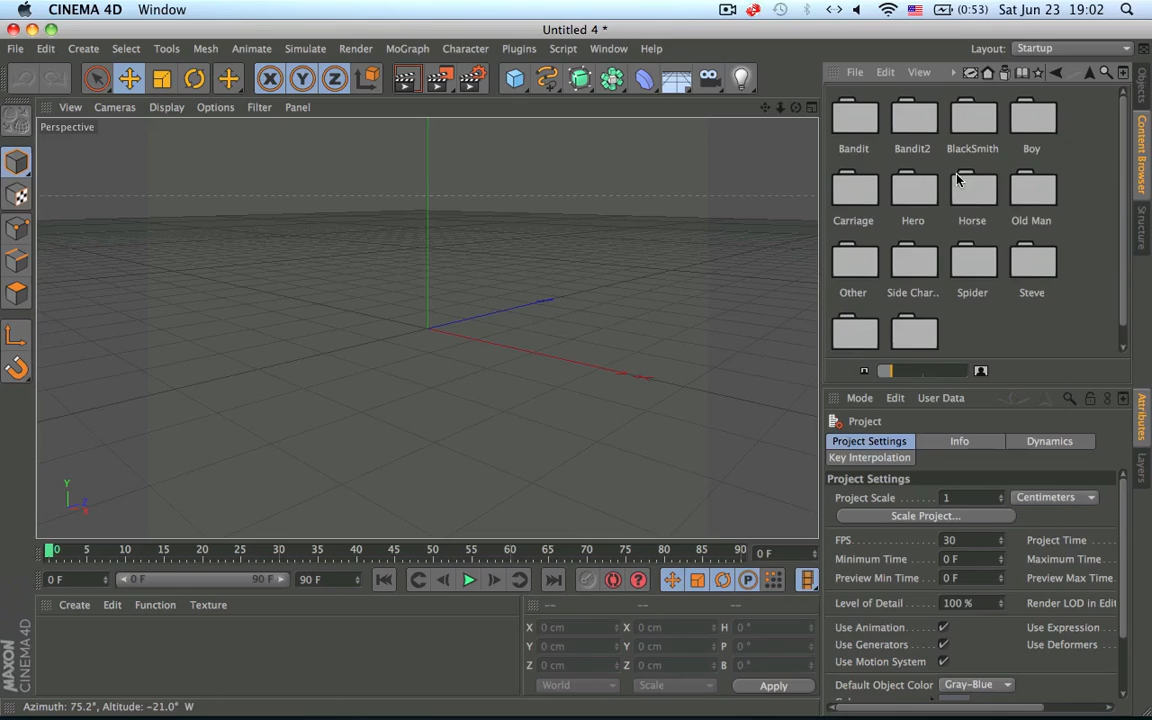 CINEMA 4D Window (0:53) Sat Jun 23 19:02
Untitled 4 *
File Edit Create Select Tools Mesh Animate Simulate Render MoGraph Character Plugins Script Window Help Layout: Startup
X Y Z
View Cameras Display Options Filter Panel
File Edit View
Perspective
Bandit Bandit2 BlackSmith Boy
Carriage Hero Horse Old Man
Other Side Char.. Spider Steve
Objects
Content Browser
Structure
Mode Edit User Data
Project
Project Settings Info Dynamics
Key Interpolation
Project Settings
Project Scale 1 Centimeters
Scale Project...
FPS 30 Project Time
Minimum Time 0 F Maximum Time
Preview Min Time 0 F Preview Max Time
Level of Detail 100 % Render LOD in Edit
Use Animation Use Expression
Use Generators Use Deformers
Use Motion System
Default Object Color Gray-Blue
Attributes
Layers
Y
Z
X
0 5 10 15 20 25 30 35 40 45 50 55 60 65 70 75 80 85 90 0 F
0 F 0 F 90 F 90 F P
Create Edit Function Texture
-- -- --
X 0 cm X 0 cm H 0 °
Y 0 cm Y 0 cm P 0 °
Z 0 cm Z 0 cm B 0 °
World Scale Apply
MAXON
CINEMA 4D
Azimuth: 75.2°, Altitude: -21.0° W